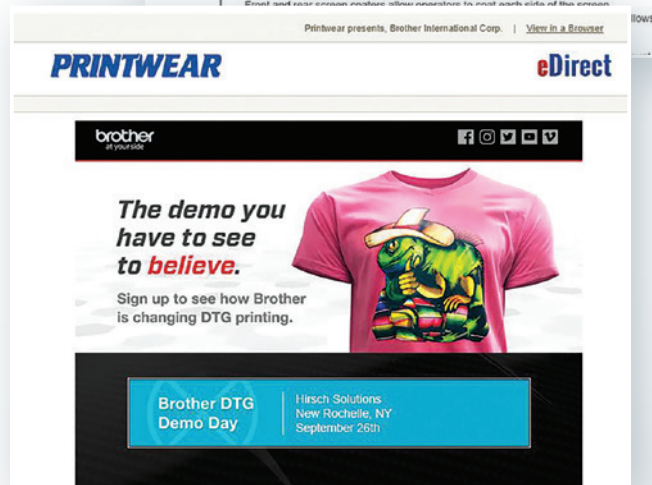 Front and rear screen coaters allow operators to coat each side of the screen
llows
Printwear presents, Brother International Corp. | View in a Browser
PRINTWEAR
eDirect
brother
at your side
The demo you
have to see
to believe.
Sign up to see how Brother
is changing DTG printing.
Brother DTG
Demo Day
Hirsch Solutions
New Rochelle, NY
September 26th